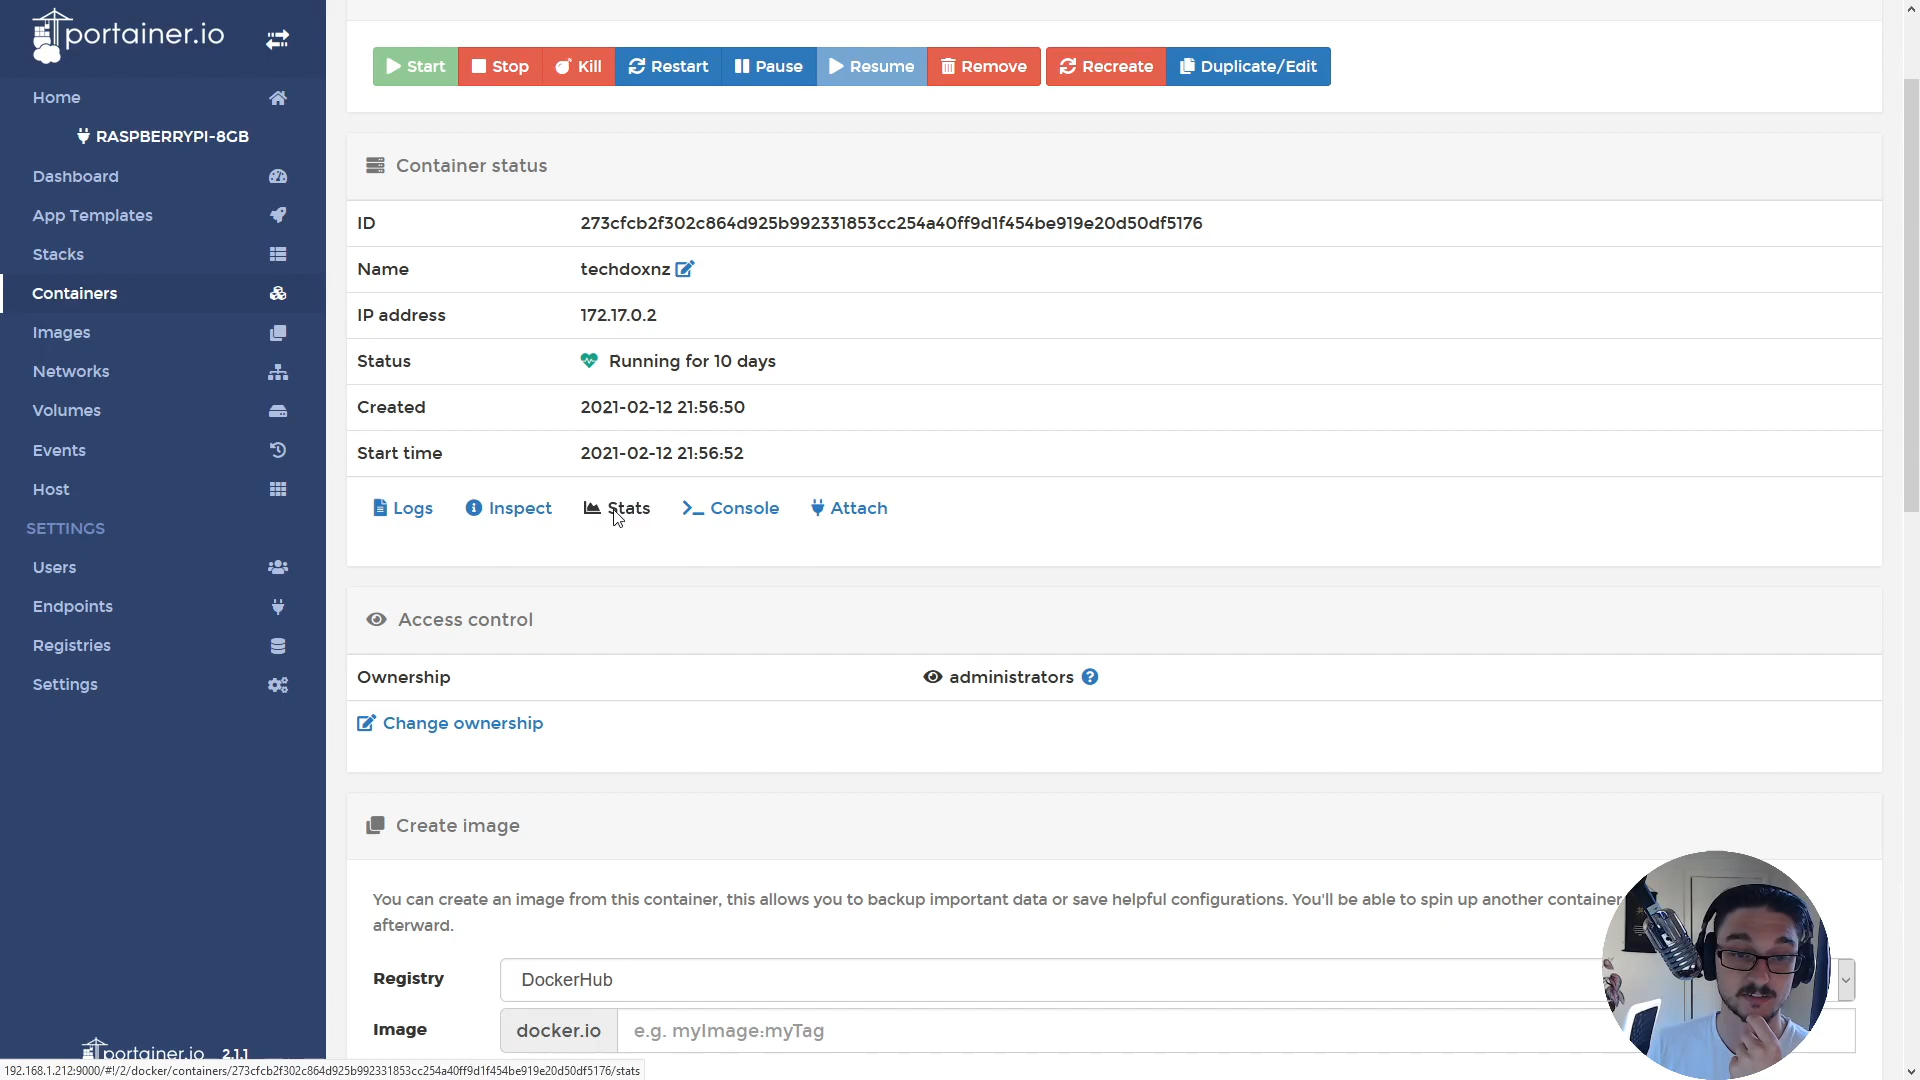 portainer.io
Home
RASPBERRYPI-8GB
Dashboard
App Templates
Stacks
Containers
Images
Networks
Volumes
Events
Host
SETTINGS
Users
Endpoints
Registries
Settings
portainer.io 2.1.1
Start Stop Kill Restart Pause Resume Remove Recreate Duplicate/Edit
Container status
ID 273cfcb2f302c864d925b992331853cc254a40ff9d1f454be919e20d50df5176
Name techdoxnz
IP address 172.17.0.2
Status Running for 10 days
Created 2021-02-12 21:56:50
Start time 2021-02-12 21:56:52
Logs Inspect Stats Console Attach
Access control
Ownership administrators
Change ownership
Create image
You can create an image from this container, this allows you to backup important data or save helpful configurations. You'll be able to spin up another container
afterward.
Registry DockerHub
Image docker.io e.g. myImage:myTag
192.168.1.212:9000/#!/2/docker/containers/273cfcb2f302c864d925b992331853cc254a40ff9d1f454be919e20d50df5176/stats